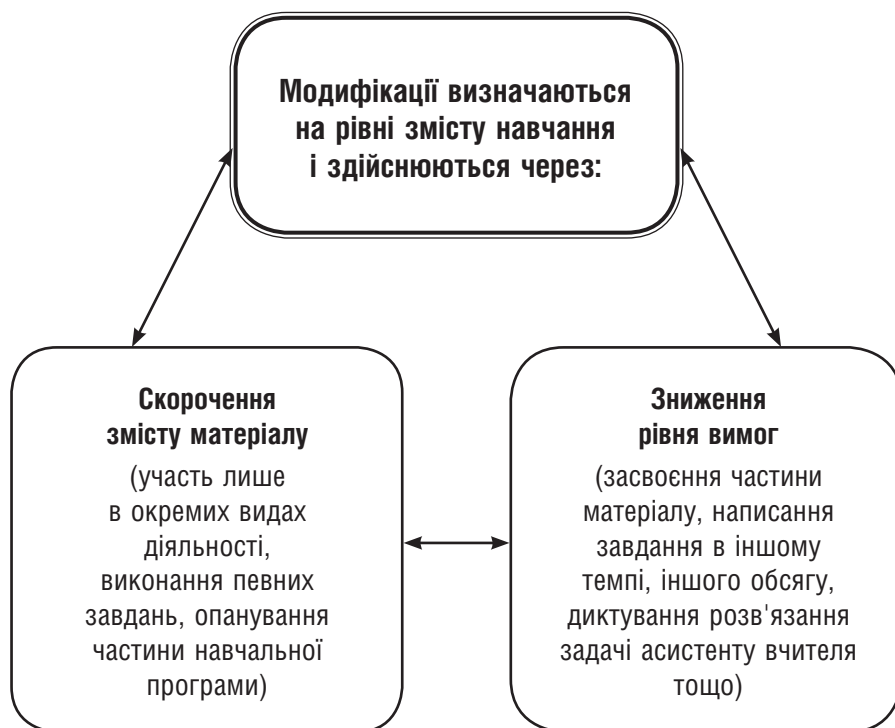 Модифікації визначаються
на рівні змісту навчання
і здійснюються через:
Скорочення
змісту матеріалу
(участь лише
в окремих видах
діяльності,
виконання певних
завдань, опанування
частини навчальної
програми)
Зниження
рівня вимог
(засвоєння частини
матеріалу, написання
завдання в іншому
темпі, іншого обсягу,
диктування розв'язання
задачі асистенту вчителя
тощо)